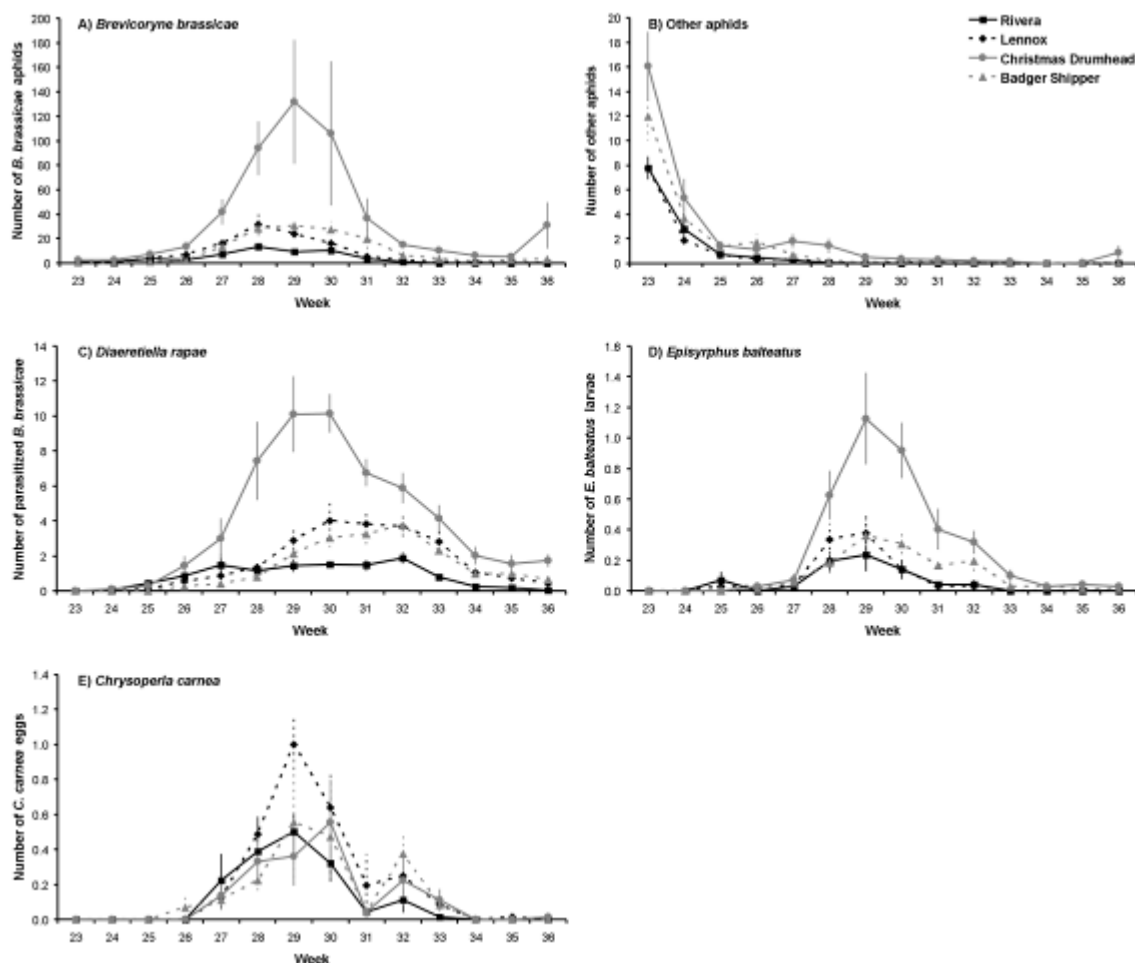 A) Brevicoryne brassicae
Number of B. brassicae aphids
200
180
160
140
120
100
80
60
40
20
0
23 24 25 26 27 28 29 30 31 32 33 34 35 36
Week
B) Other aphids
Rivera
Lennox
Christmas Drumhead
Badger Shipper
Number of other aphids
20
18
16
14
12
10
8
6
4
2
0
23 24 25 26 27 28 29 30 31 32 33 34 35 36
Week
C) Diaeretiella rapae
Number of parasitized B. brassicae
14
12
10
8
6
4
2
0
23 24 25 26 27 28 29 30 31 32 33 34 35 36
Week
D) Episyrphus balteatus
Number of E. balteatus larvae
1.6
1.4
1.2
1.0
0.8
0.6
0.4
0.2
0.0
23 24 25 26 27 28 29 30 31 32 33 34 35 36
Week
E) Chrysoperla carnea
Number of C. carnea eggs
1.4
1.2
1.0
0.8
0.6
0.4
0.2
0.0
23 24 25 26 27 28 29 30 31 32 33 34 35 36
Week